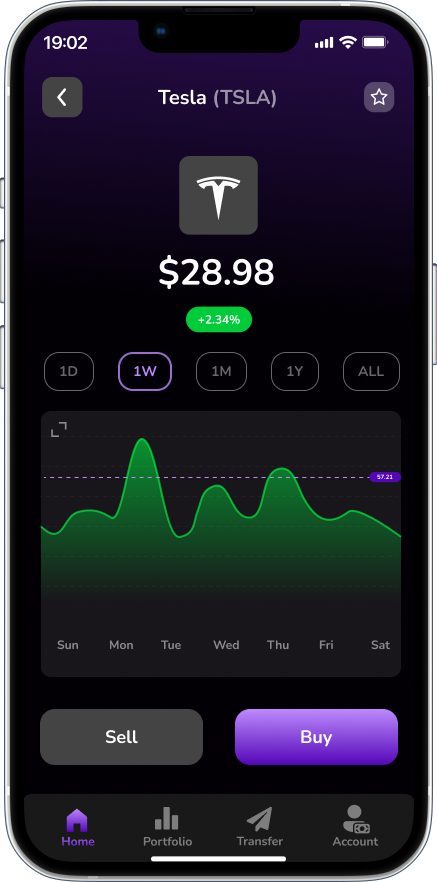 19:02
Tesla (TSLA)
$28.98
+2.34%
1D 1W 1M 1Y ALL
57.21
Sun Mon Tue Wed Thu Fri Sat
Sell Buy
Home Portfolio Transfer Account